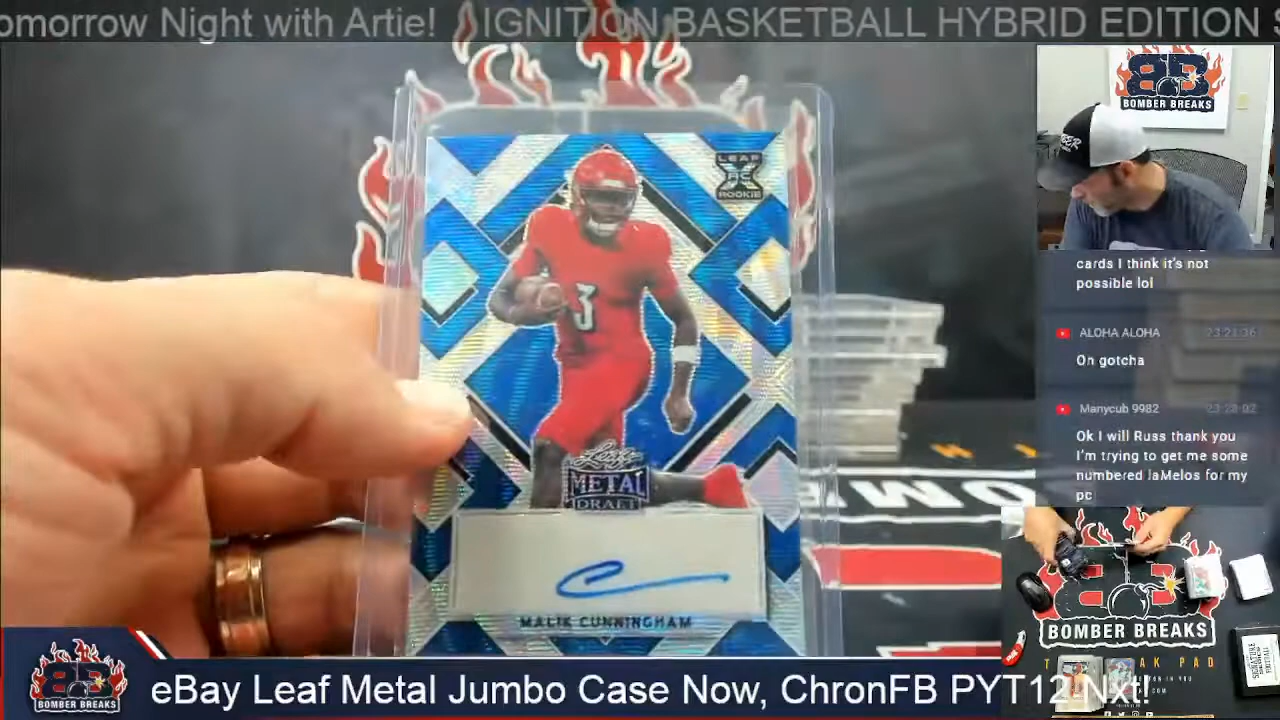 omorrow Night with Artie! IGNITION BASKETBALL HYBRID EDITION
BOMBER BREAKS
LEAF
RC
ROOKIE
3
Leaf
METAL
DRAFT
MALIK CUNNINGHAM
cards I think it's not
possible lol
ALOHA ALOHA
Oh gotcha
Manycub 9982
Ok I will Russ thank you
I'm trying to get me some
numbered laMelos for my
pc
BOMBER BREAKS
BOMBER BREAKS
eBay Leaf Metal Jumbo Case Now, ChronFB PYT12 Nxt!